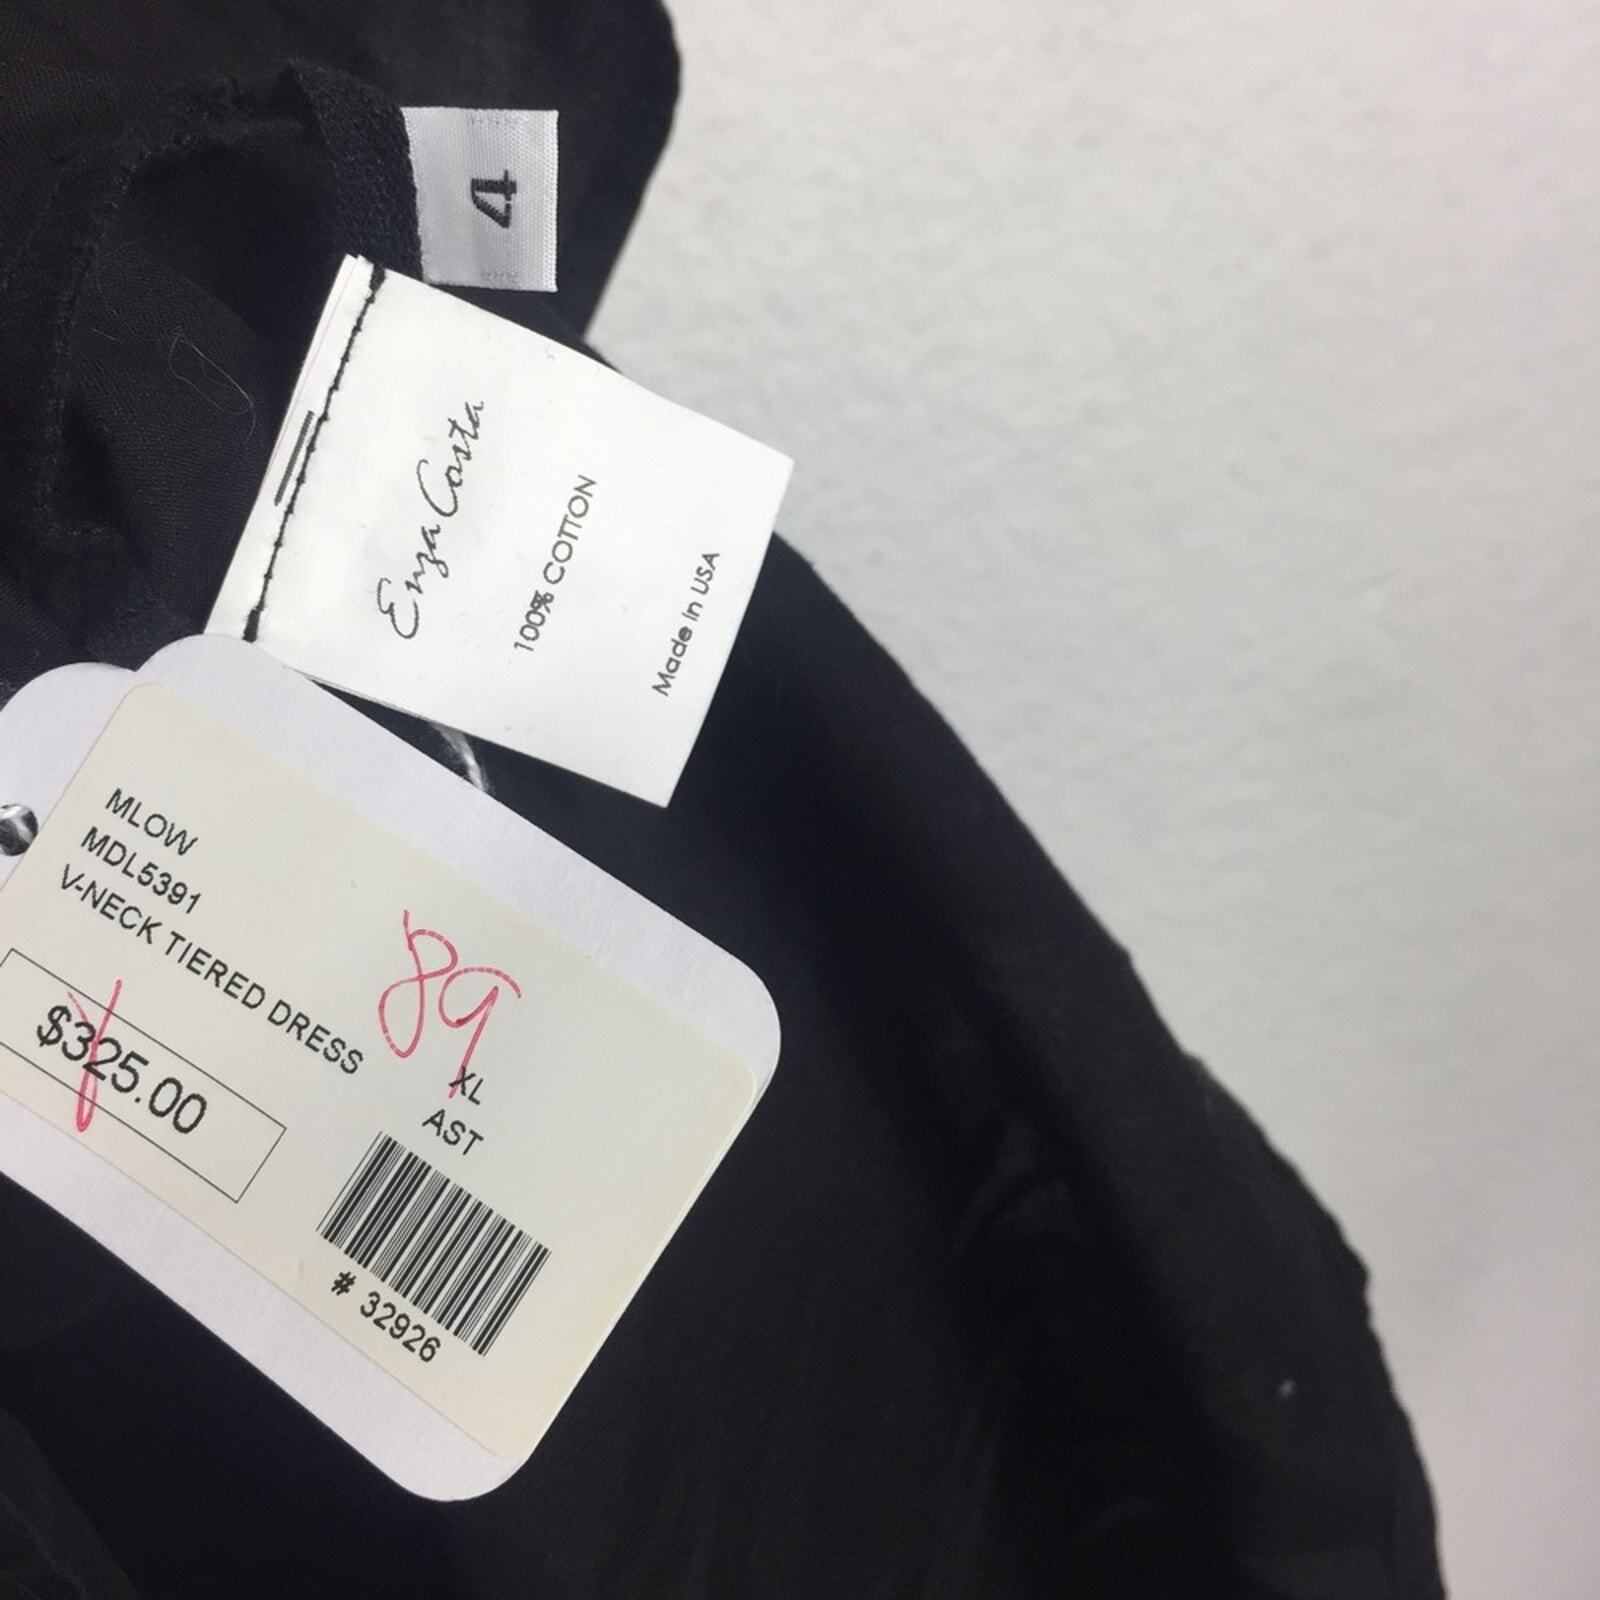 4
Enza Costa
100% COTTON
Made in USA
MLOW
MDL5391
V-NECK TIERED DRESS
$325.00
89
XL
AST
# 32926